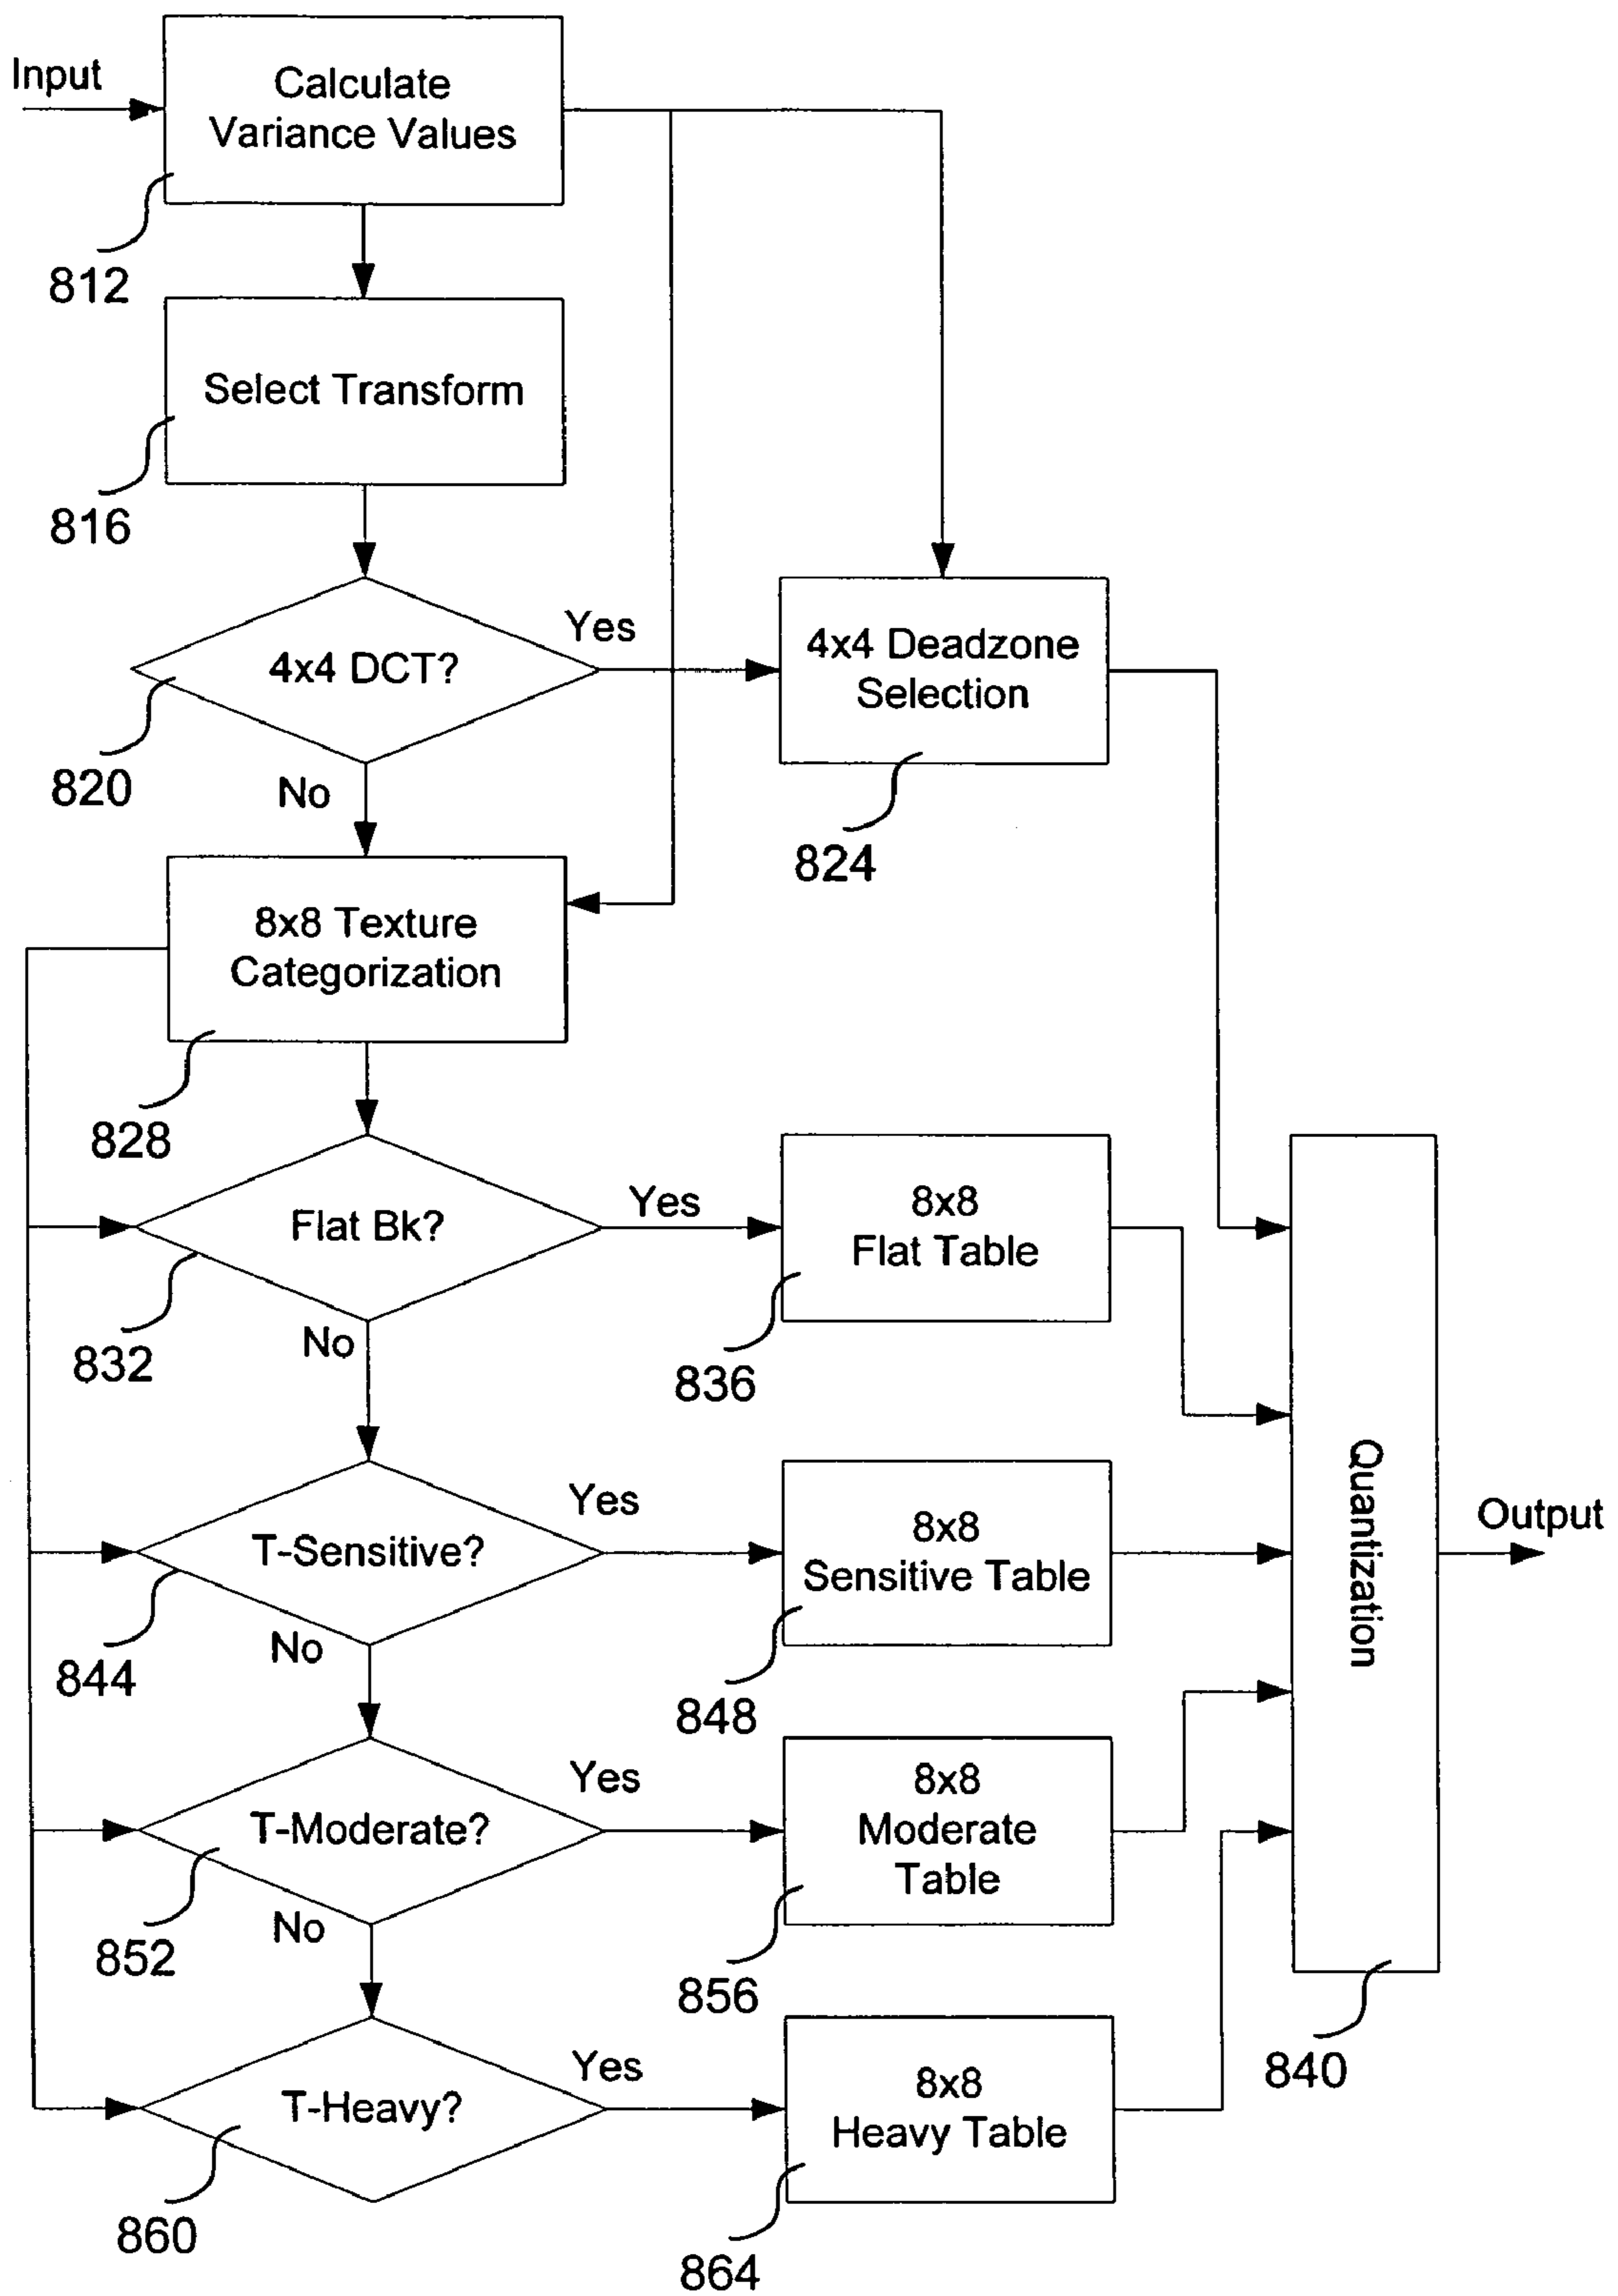 Input
Calculate
Variance Values
812
Select Transform
816
4x4 DCT?
Yes
820
No
4x4 Deadzone
Selection
824
8x8 Texture
Categorization
828
Flat Bk?
Yes
832
No
8x8
Flat Table
836
T-Sensitive?
Yes
844
No
8x8
Sensitive Table
848
T-Moderate?
Yes
852
No
8x8
Moderate
Table
856
T-Heavy?
Yes
860
8x8
Heavy Table
864
Quantization
840
Output